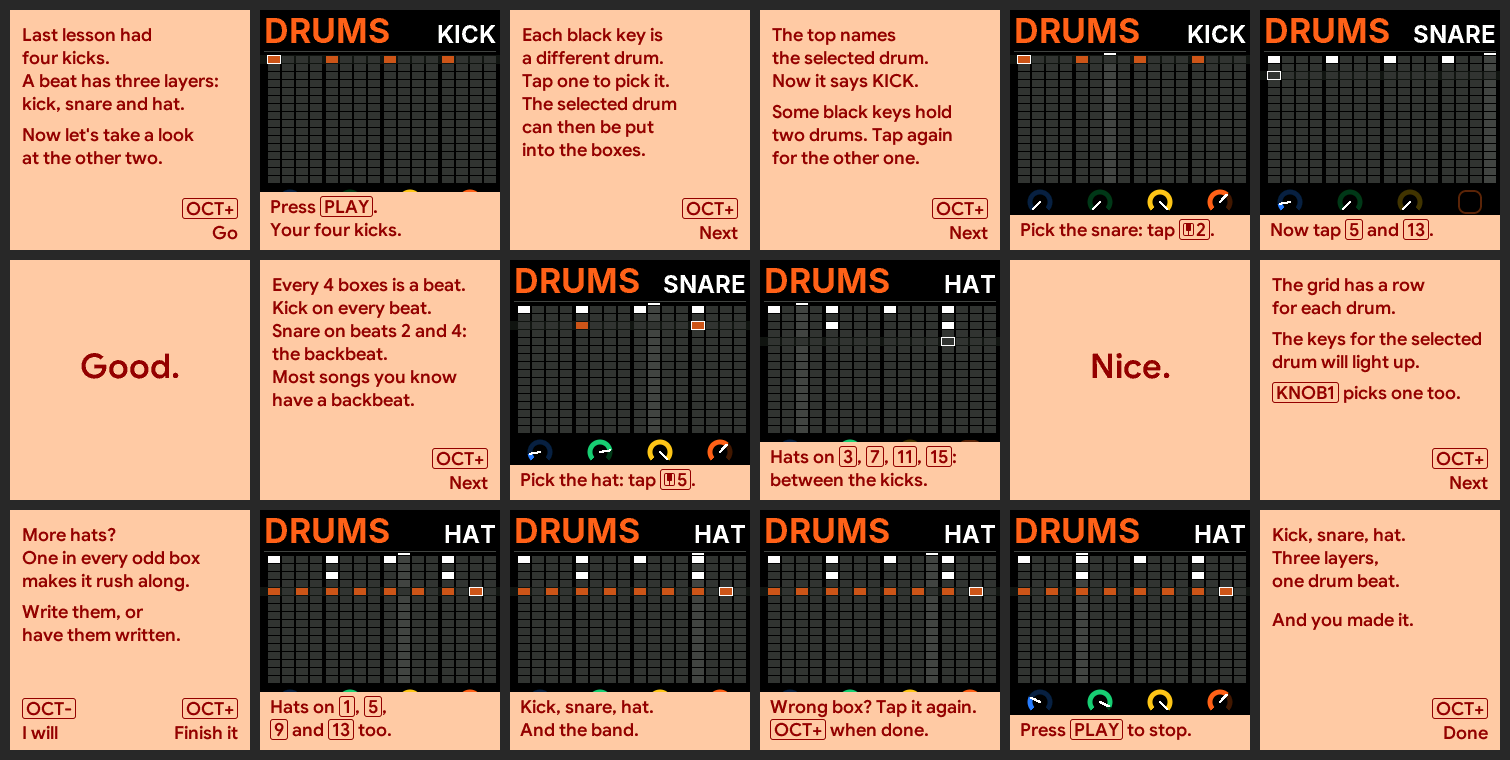 Last lesson had
four kicks.
A beat has three layers:
kick, snare and hat.
Now let's take a look
at the other two.
OCT+
Go
DRUMS KICK
Press PLAY.
Your four kicks.
Each black key is
a different drum.
Tap one to pick it.
The selected drum
can then be put
into the boxes.
OCT+
Next
The top names
the selected drum.
Now it says KICK.
Some black keys hold
two drums. Tap again
for the other one.
OCT+
Next
DRUMS KICK
Pick the snare: tap 2.
DRUMS SNARE
Now tap 5 and 13.
Good.
Every 4 boxes is a beat.
Kick on every beat.
Snare on beats 2 and 4:
the backbeat.
Most songs you know
have a backbeat.
OCT+
Next
DRUMS SNARE
Pick the hat: tap 5.
DRUMS HAT
Hats on 3, 7, 11, 15:
between the kicks.
Nice.
The grid has a row
for each drum.
The keys for the selected
drum will light up.
KNOB1 picks one too.
OCT+
Next
More hats?
One in every odd box
makes it rush along.
Write them, or
have them written.
OCT- OCT+
I will Finish it
DRUMS HAT
Hats on 1, 5,
9 and 13 too.
DRUMS HAT
Kick, snare, hat.
And the band.
DRUMS HAT
Wrong box? Tap it again.
OCT+ when done.
DRUMS HAT
Press PLAY to stop.
Kick, snare, hat.
Three layers,
one drum beat.
And you made it.
OCT+
Done